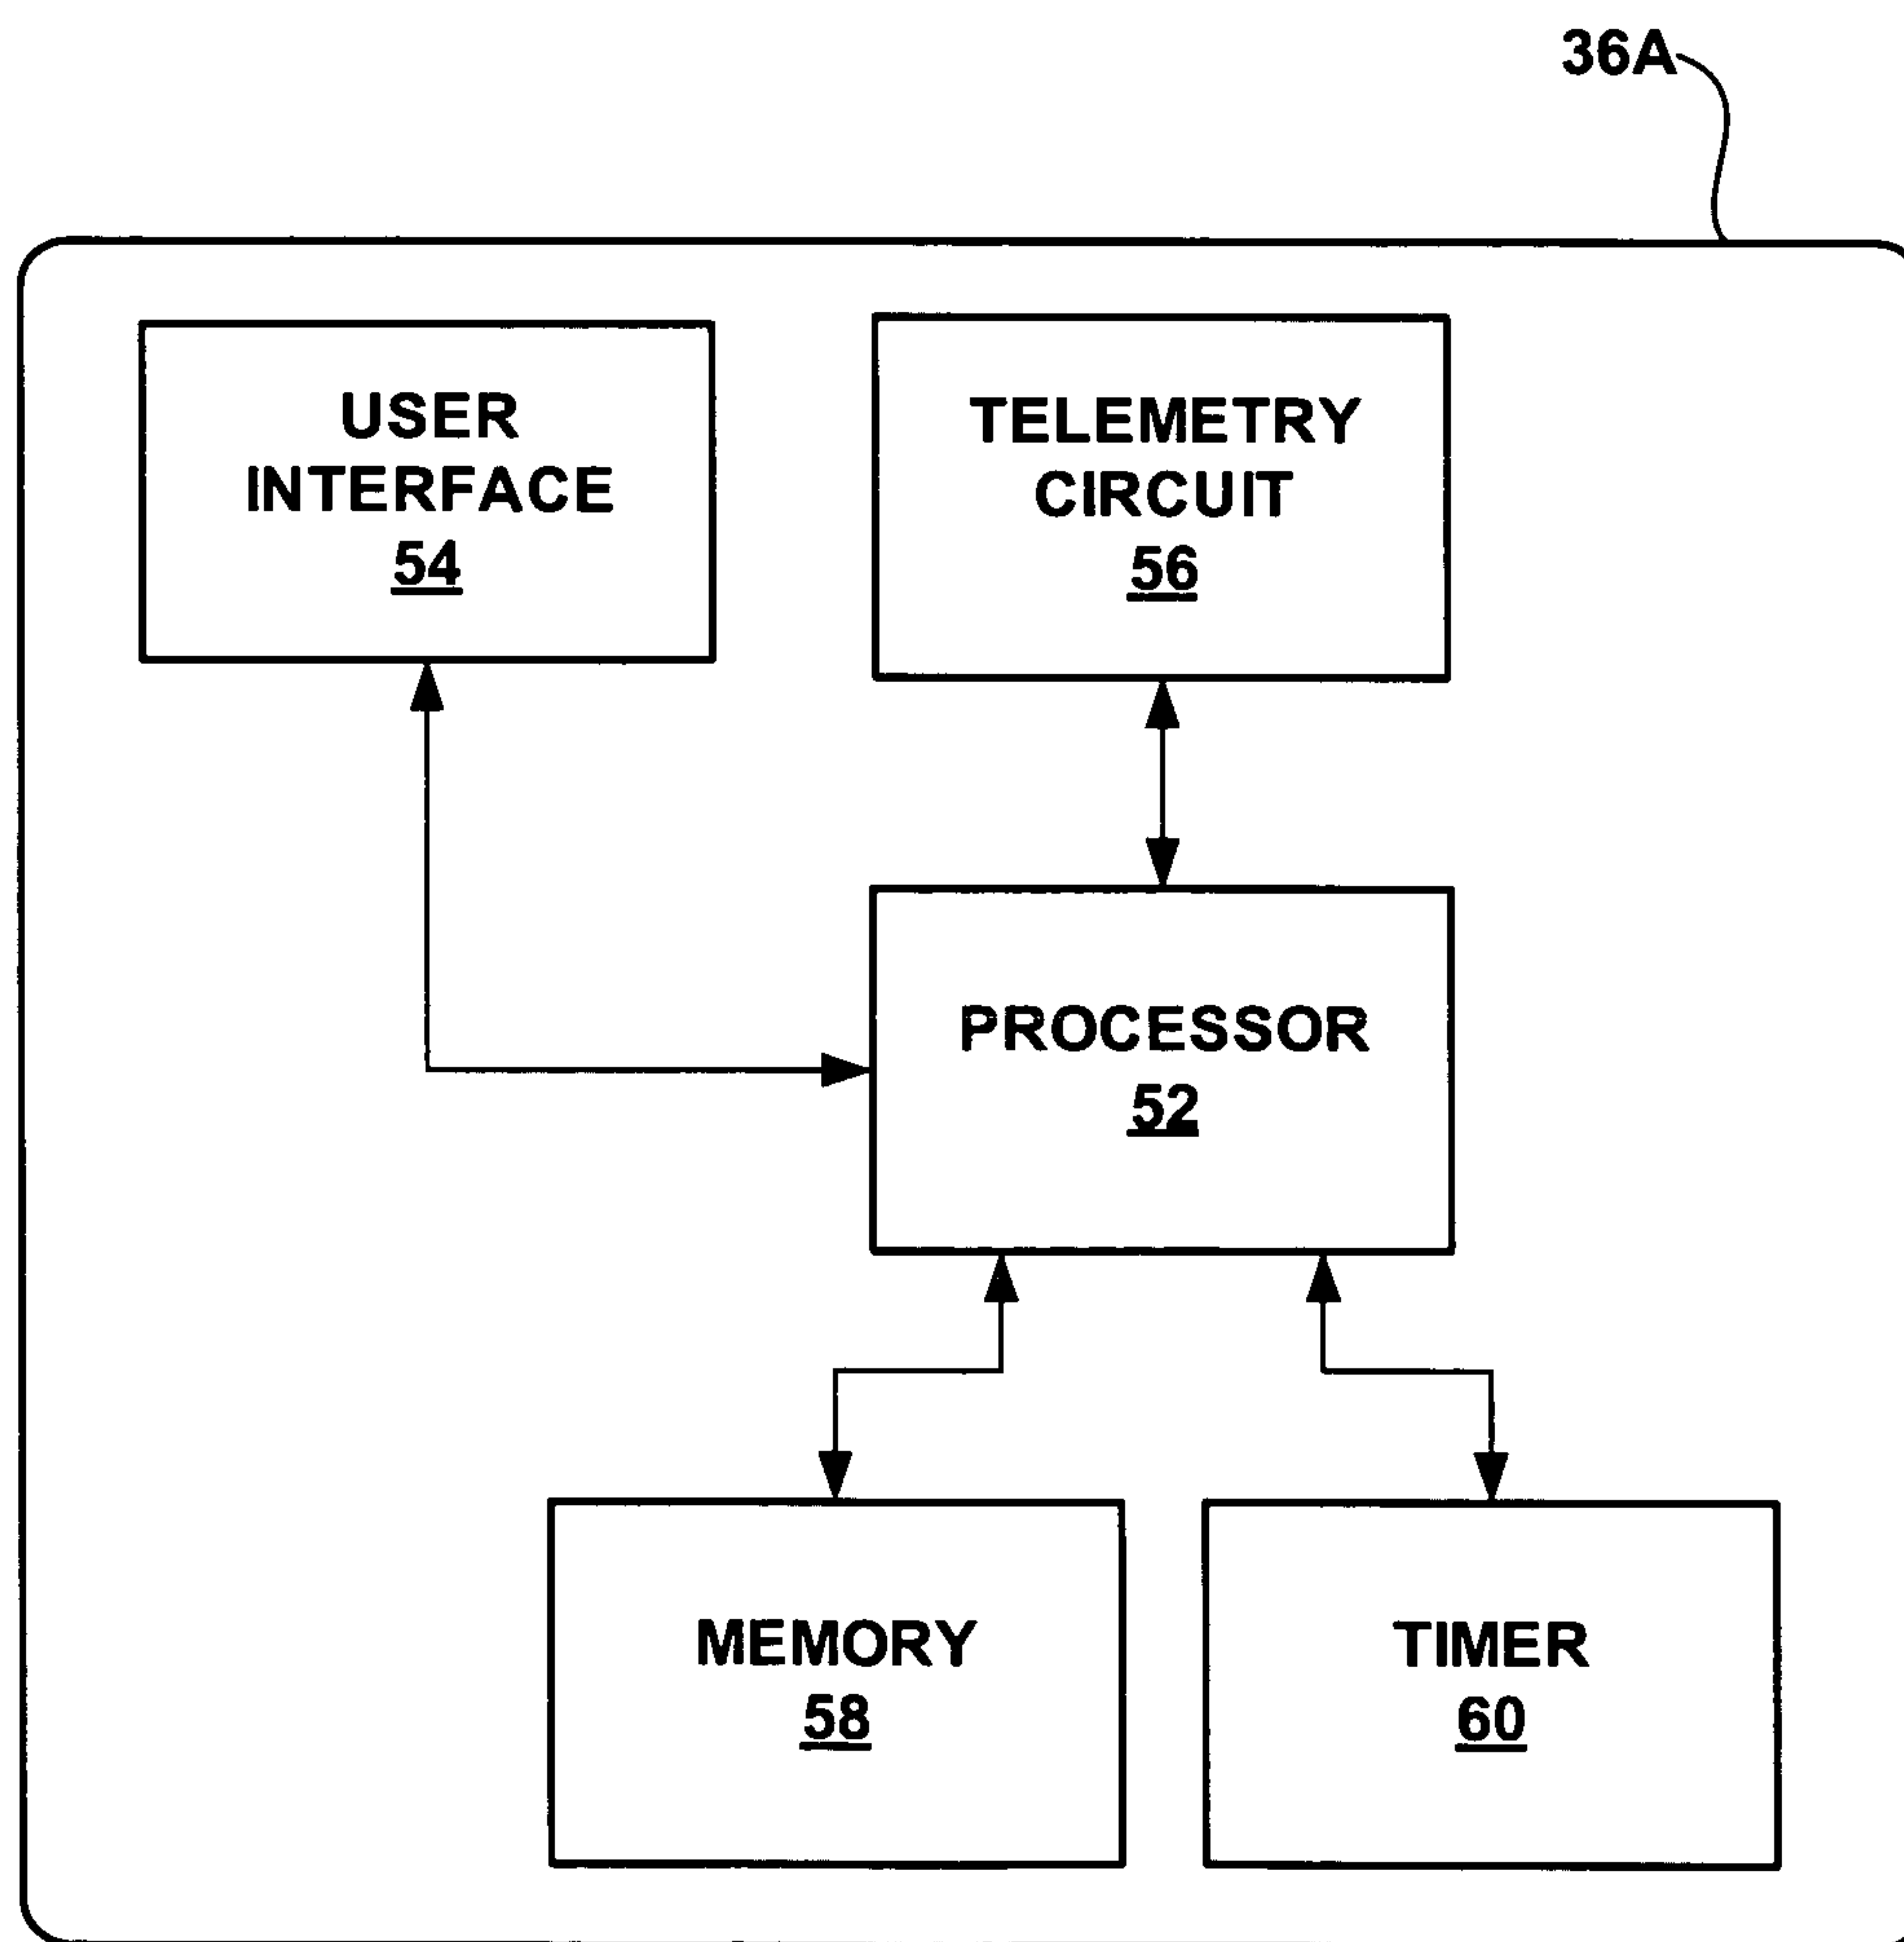 36A
USER
INTERFACE
54
TELEMETRY
CIRCUIT
56
PROCESSOR
52
MEMORY
58
TIMER
60